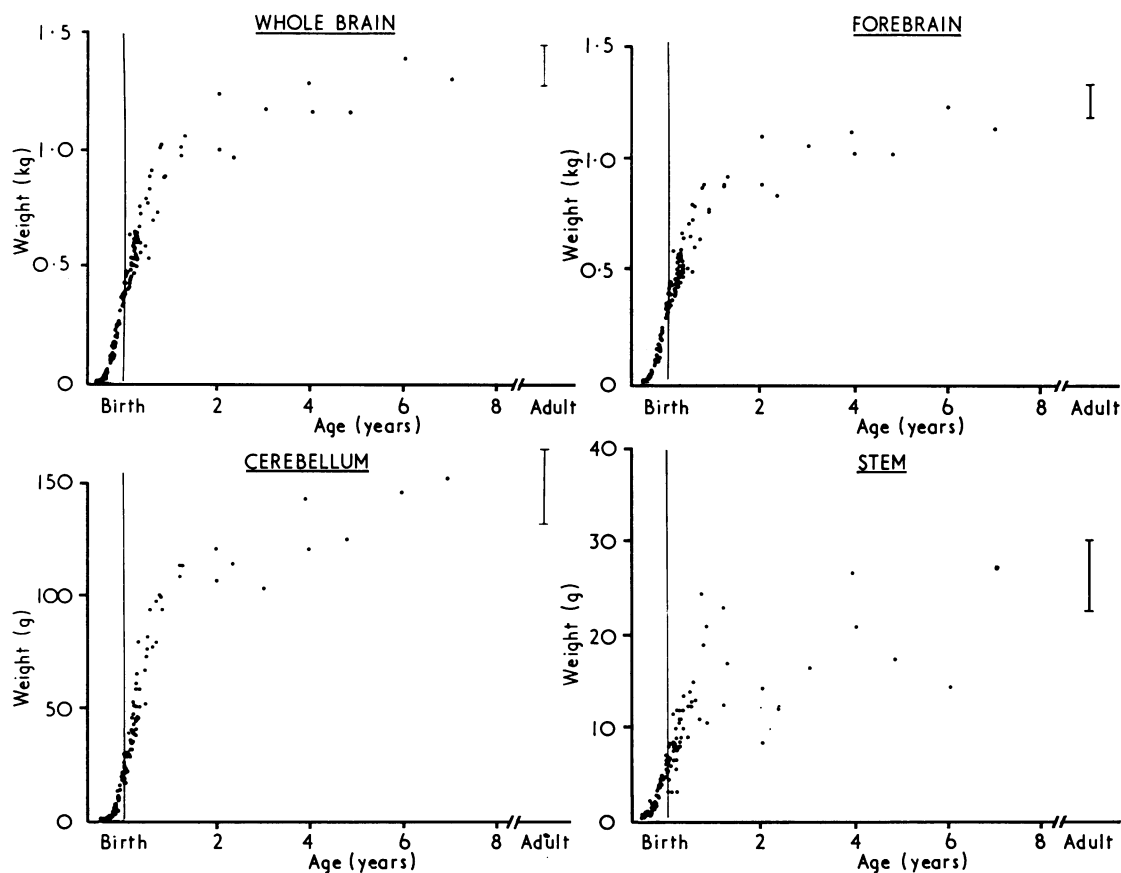 WHOLE BRAIN
1.5
1.0
0.5
0
Weight (kg)
Birth
2
4
6
8
Adult
Age (years)
FOREBRAIN
1.5
1.0
0.5
0
Weight (kg)
Birth
2
4
6
8
Adult
Age (years)
CEREBELLUM
150
100
50
0
Weight (g)
Birth
2
4
6
8
Adult
Age (years)
STEM
40
30
20
10
0
Weight (g)
Birth
2
4
6
8
Adult
Age (years)